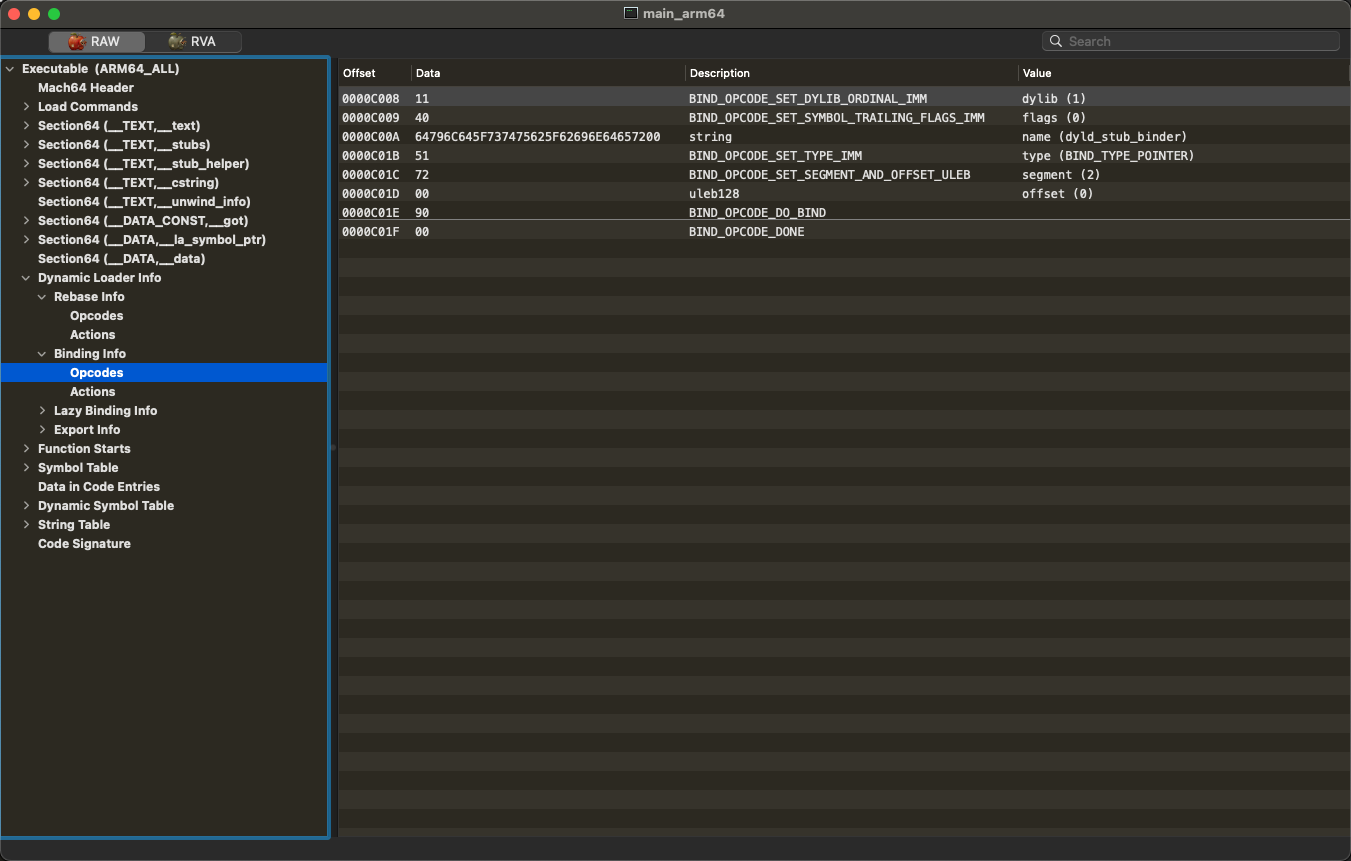 main_arm64
RAW RVA Search
Executable (ARM64_ALL)
Mach64 Header
Load Commands
Section64 (__TEXT,__text)
Section64 (__TEXT,__stubs)
Section64 (__TEXT,__stub_helper)
Section64 (__TEXT,__cstring)
Section64 (__TEXT,__unwind_info)
Section64 (__DATA_CONST,__got)
Section64 (__DATA,__la_symbol_ptr)
Section64 (__DATA,__data)
Dynamic Loader Info
Rebase Info
Opcodes
Actions
Binding Info
Opcodes
Actions
Lazy Binding Info
Export Info
Function Starts
Symbol Table
Data in Code Entries
Dynamic Symbol Table
String Table
Code Signature
Offset Data Description Value
0000C008 11 BIND_OPCODE_SET_DYLIB_ORDINAL_IMM dylib (1)
0000C009 40 BIND_OPCODE_SET_SYMBOL_TRAILING_FLAGS_IMM flags (0)
0000C00A 64796C645F737475625F62696E64657200 string name (dyld_stub_binder)
0000C01B 51 BIND_OPCODE_SET_TYPE_IMM type (BIND_TYPE_POINTER)
0000C01C 72 BIND_OPCODE_SET_SEGMENT_AND_OFFSET_ULEB segment (2)
0000C01D 00 uleb128 offset (0)
0000C01E 90 BIND_OPCODE_DO_BIND
0000C01F 00 BIND_OPCODE_DONE